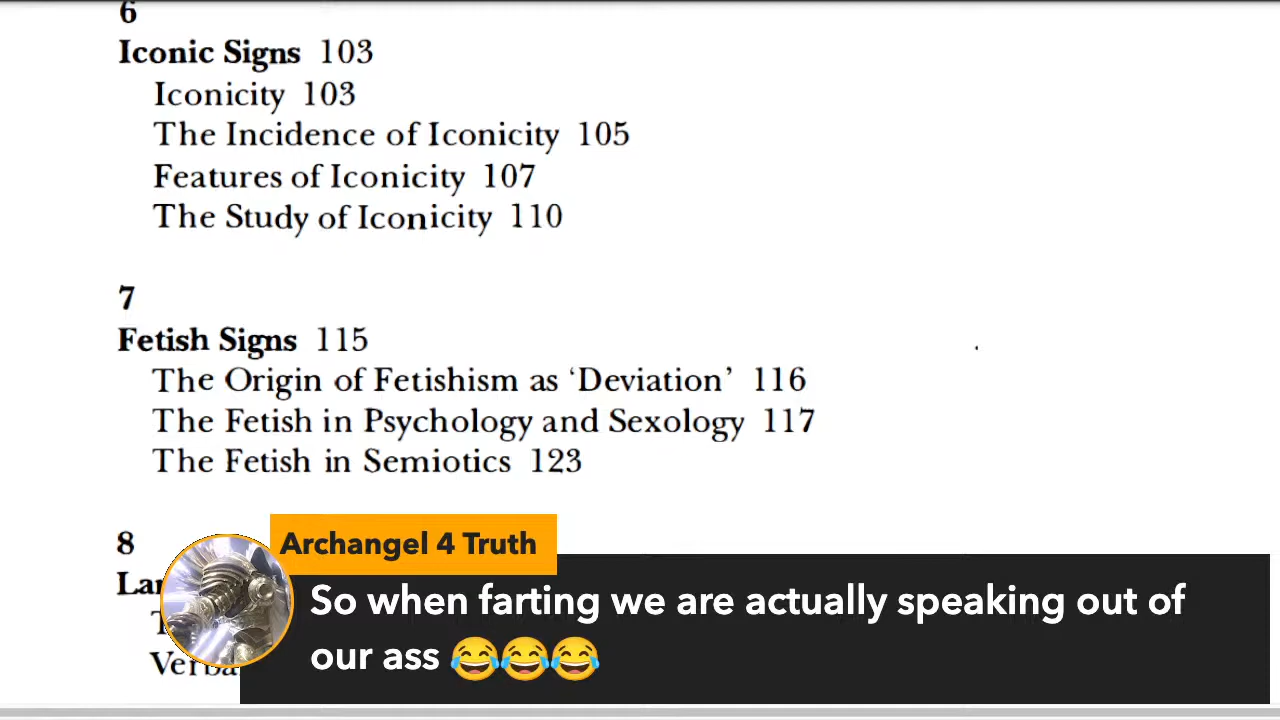 6
Iconic Signs 103
Iconicity 103
The Incidence of Iconicity 105
Features of Iconicity 107
The Study of Iconicity 110
7
Fetish Signs 115
The Origin of Fetishism as ‘Deviation’ 116
The Fetish in Psychology and Sexology 117
The Fetish in Semiotics 123
8
Archangel 4 Truth
So when farting we are actually speaking out of
our ass 😂😂😂